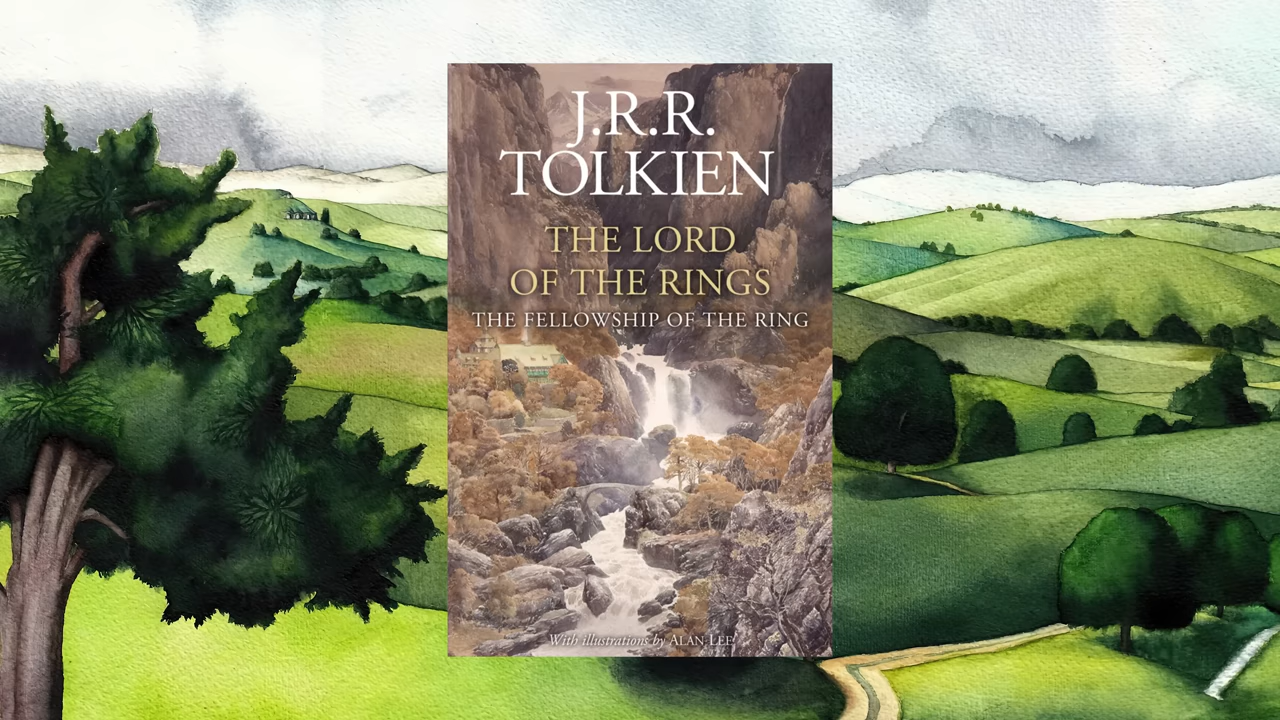 J.R.R.
TOLKIEN
THE LORD
OF THE RINGS
THE FELLOWSHIP OF THE RING
With illustrations by ALAN LEE